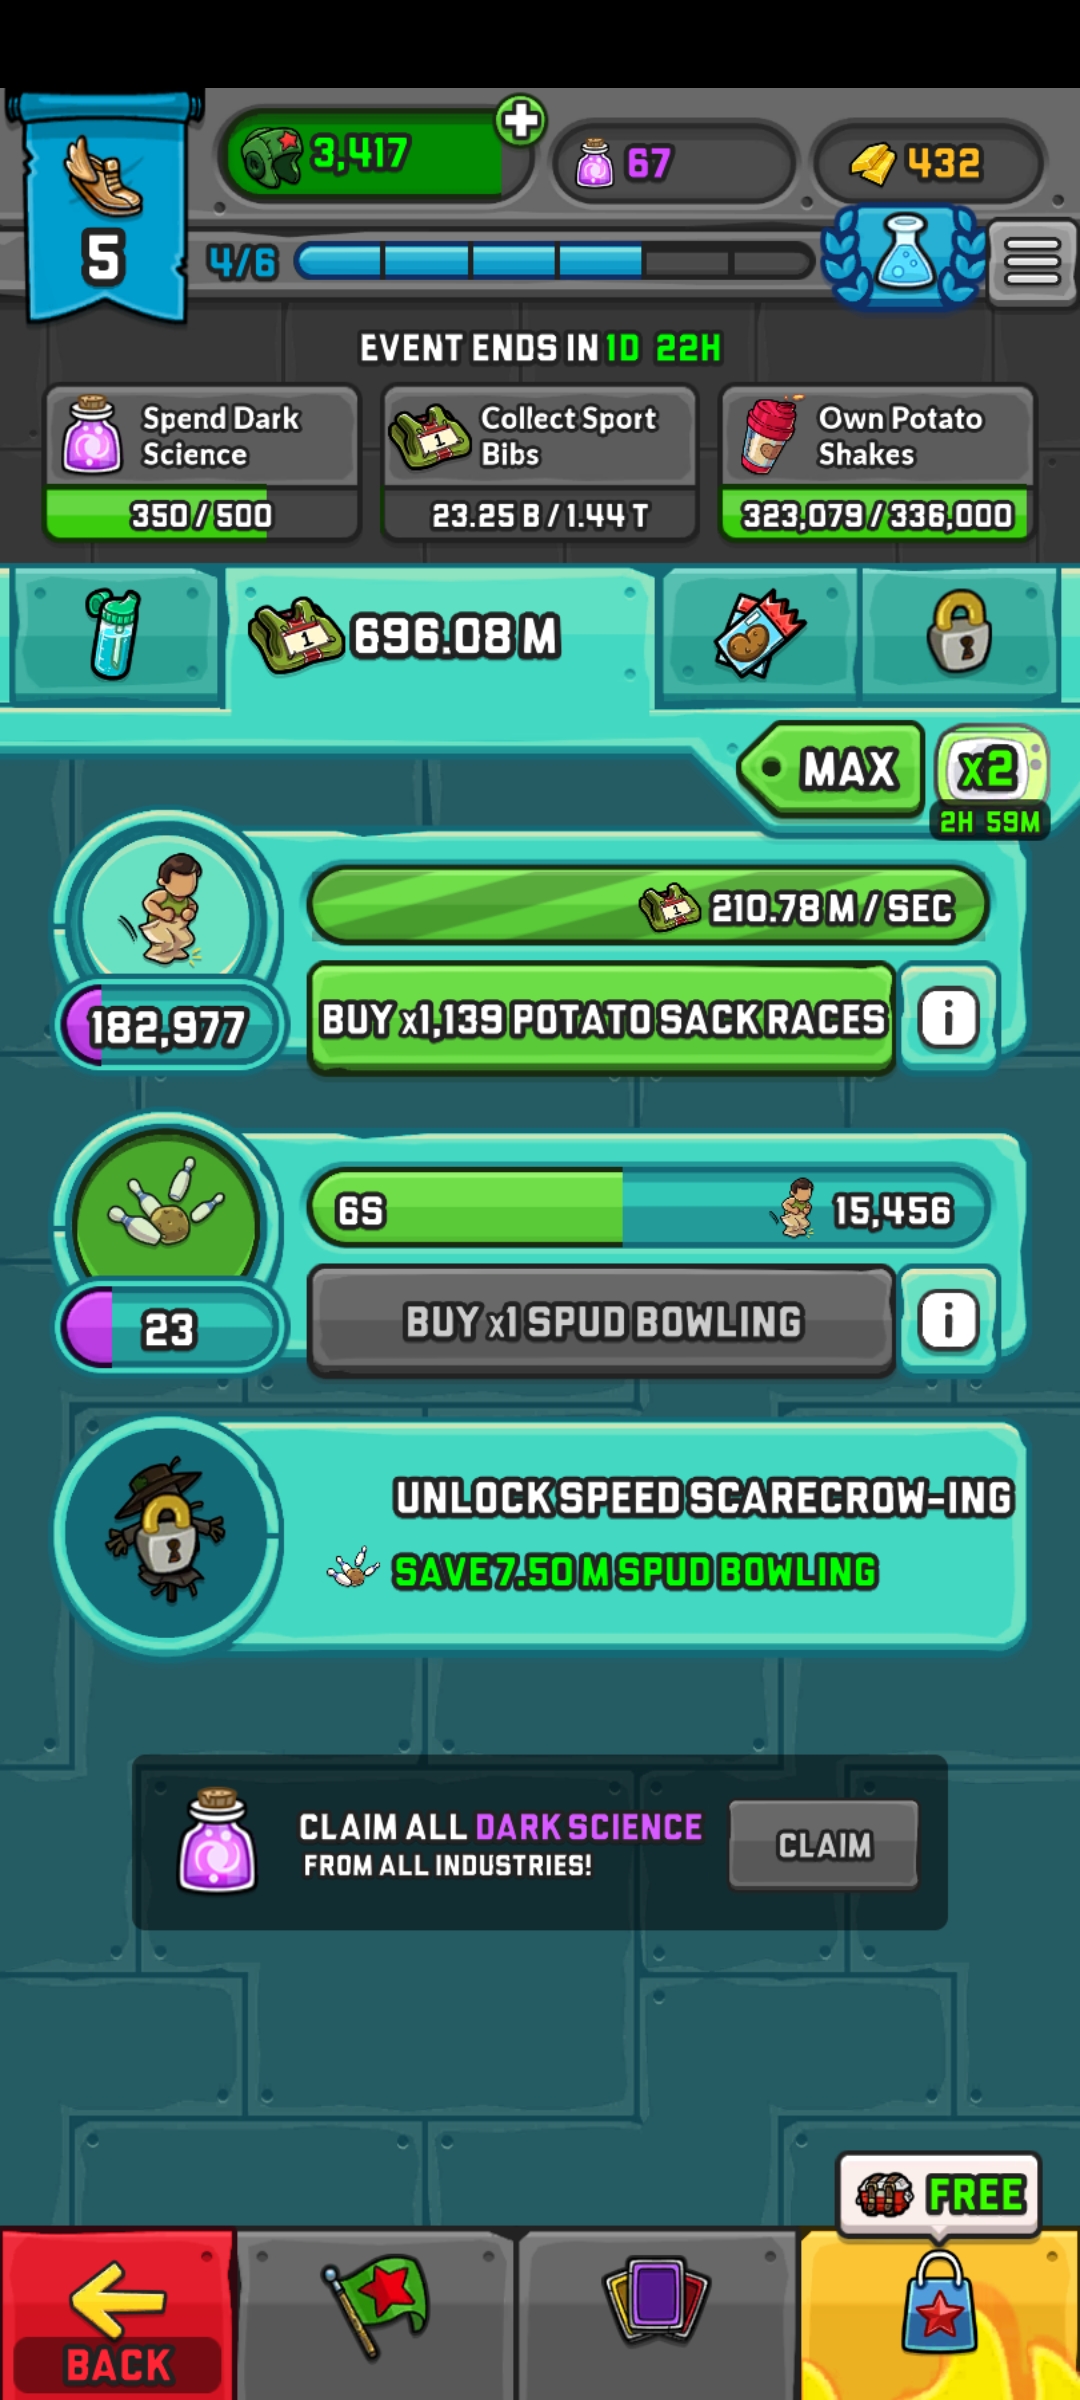 3,417
67
432
5
4/6
EVENT ENDS IN 1D 22H
Spend Dark Science
350/500
Collect Sport Bibs
23.25 B/1.44 T
Own Potato Shakes
323,079/336,000
1
696.08 M
MAX
x2
2H 59M
1
210.78 M/SEC
182,977
BUY x1,139 POTATO SACK RACES
i
6S
15,456
23
BUY x1 SPUD BOWLING
i
UNLOCK SPEED SCARECROW-ING
SAVE 7.50 M SPUD BOWLING
CLAIM ALL DARK SCIENCE
FROM ALL INDUSTRIES!
CLAIM
FREE
BACK